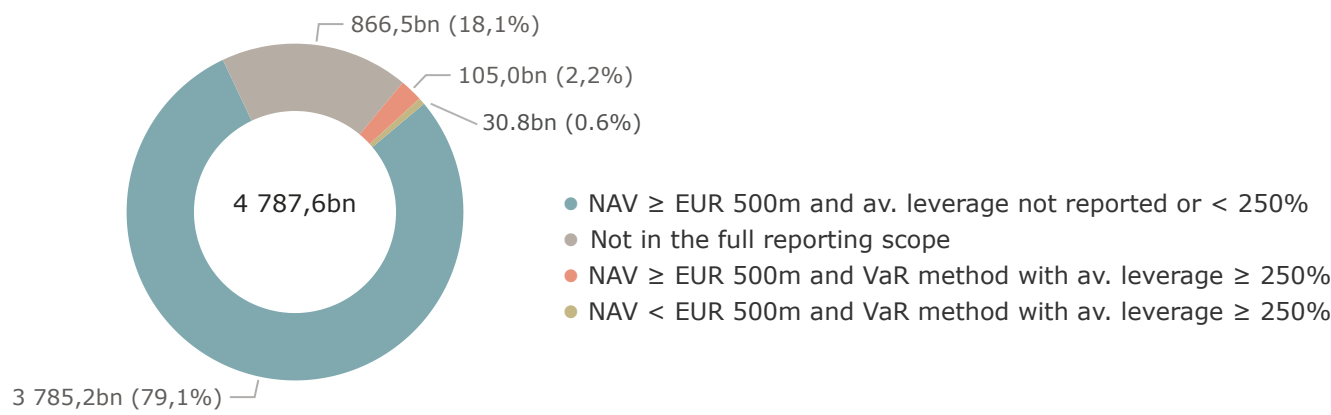 866,5bn (18,1%)
105,0bn (2,2%)
30.8bn (0.6%)
4 787,6bn
NAV ≥ EUR 500m and av. leverage not reported or < 250%
Not in the full reporting scope
NAV ≥ EUR 500m and VaR method with av. leverage ≥ 250%
NAV < EUR 500m and VaR method with av. leverage ≥ 250%
3 785,2bn (79,1%)